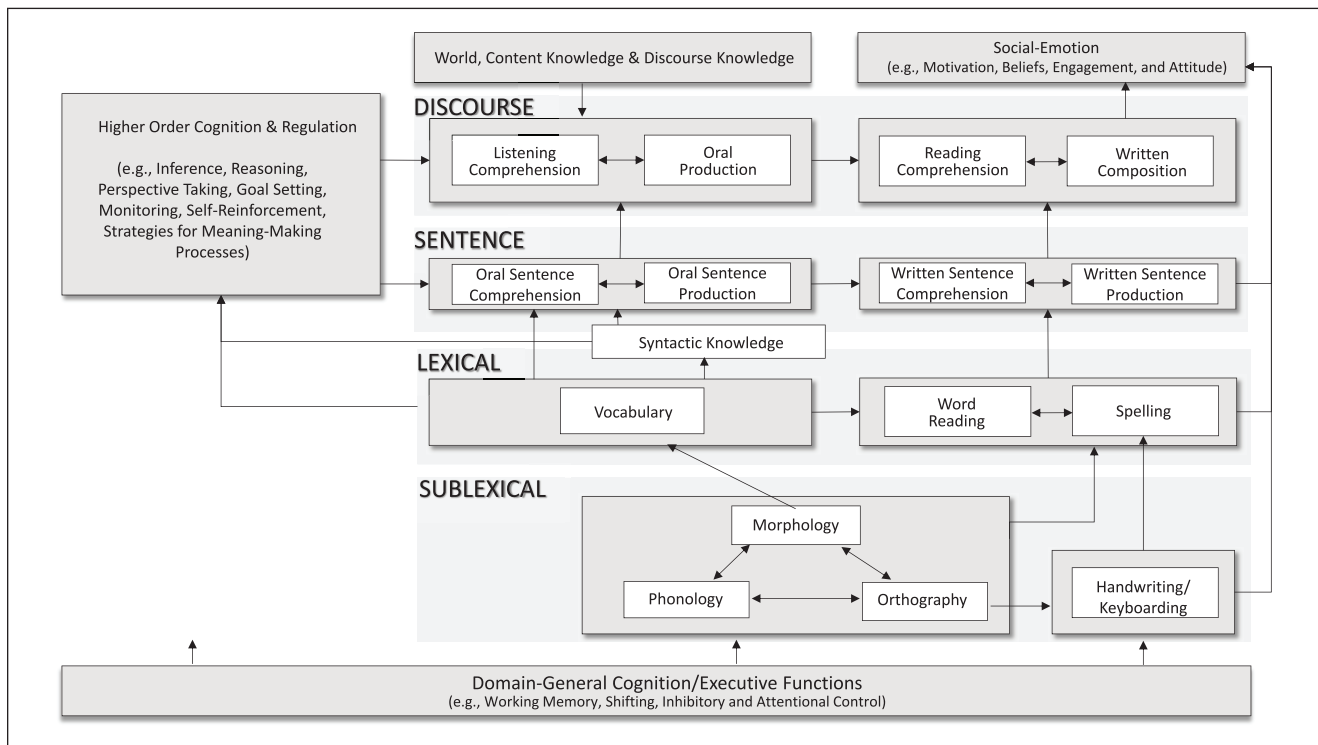 World, Content Knowledge & Discourse Knowledge
Social-Emotion
(e.g., Motivation, Beliefs, Engagement, and Attitude)
Higher Order Cognition & Regulation
(e.g., Inference, Reasoning,
Perspective Taking, Goal Setting,
Monitoring, Self-Reinforcement,
Strategies for Meaning-Making
Processes)
DISCOURSE
Listening
Comprehension
Oral
Production
Reading
Comprehension
Written
Composition
SENTENCE
Oral Sentence
Comprehension
Oral Sentence
Production
Written Sentence
Comprehension
Written Sentence
Production
Syntactic Knowledge
LEXICAL
Vocabulary
Word
Reading
Spelling
SUBLEXICAL
Morphology
Phonology
Orthography
Handwriting/
Keyboarding
Domain-General Cognition/Executive Functions
(e.g., Working Memory, Shifting, Inhibitory and Attentional Control)